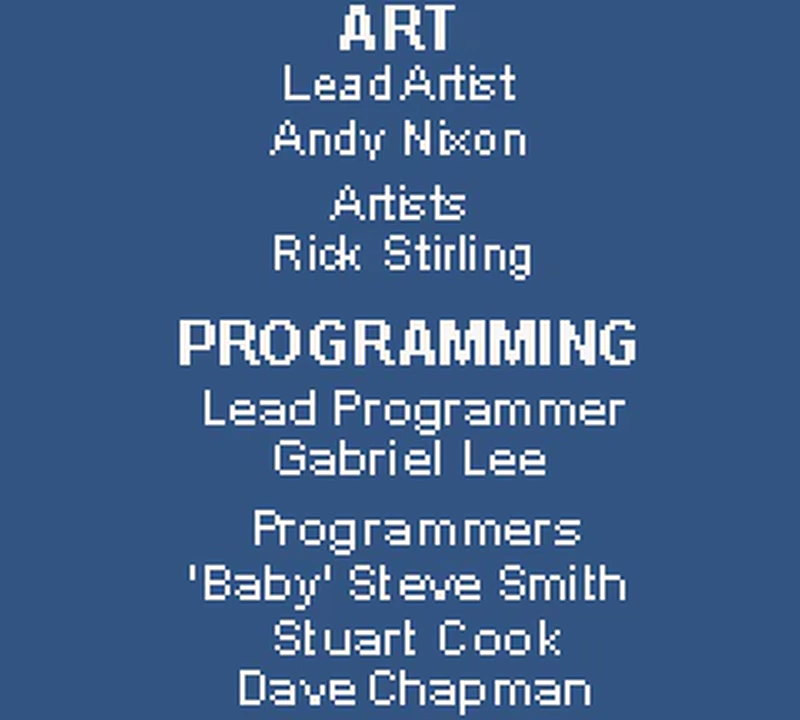 ART
Lead Artist
Andy Nixon
Artists
Rick Stirling
PROGRAMMING
Lead Programmer
Gabriel Lee
Programmers
'Baby' Steve Smith
Stuart Cook
Dave Chapman